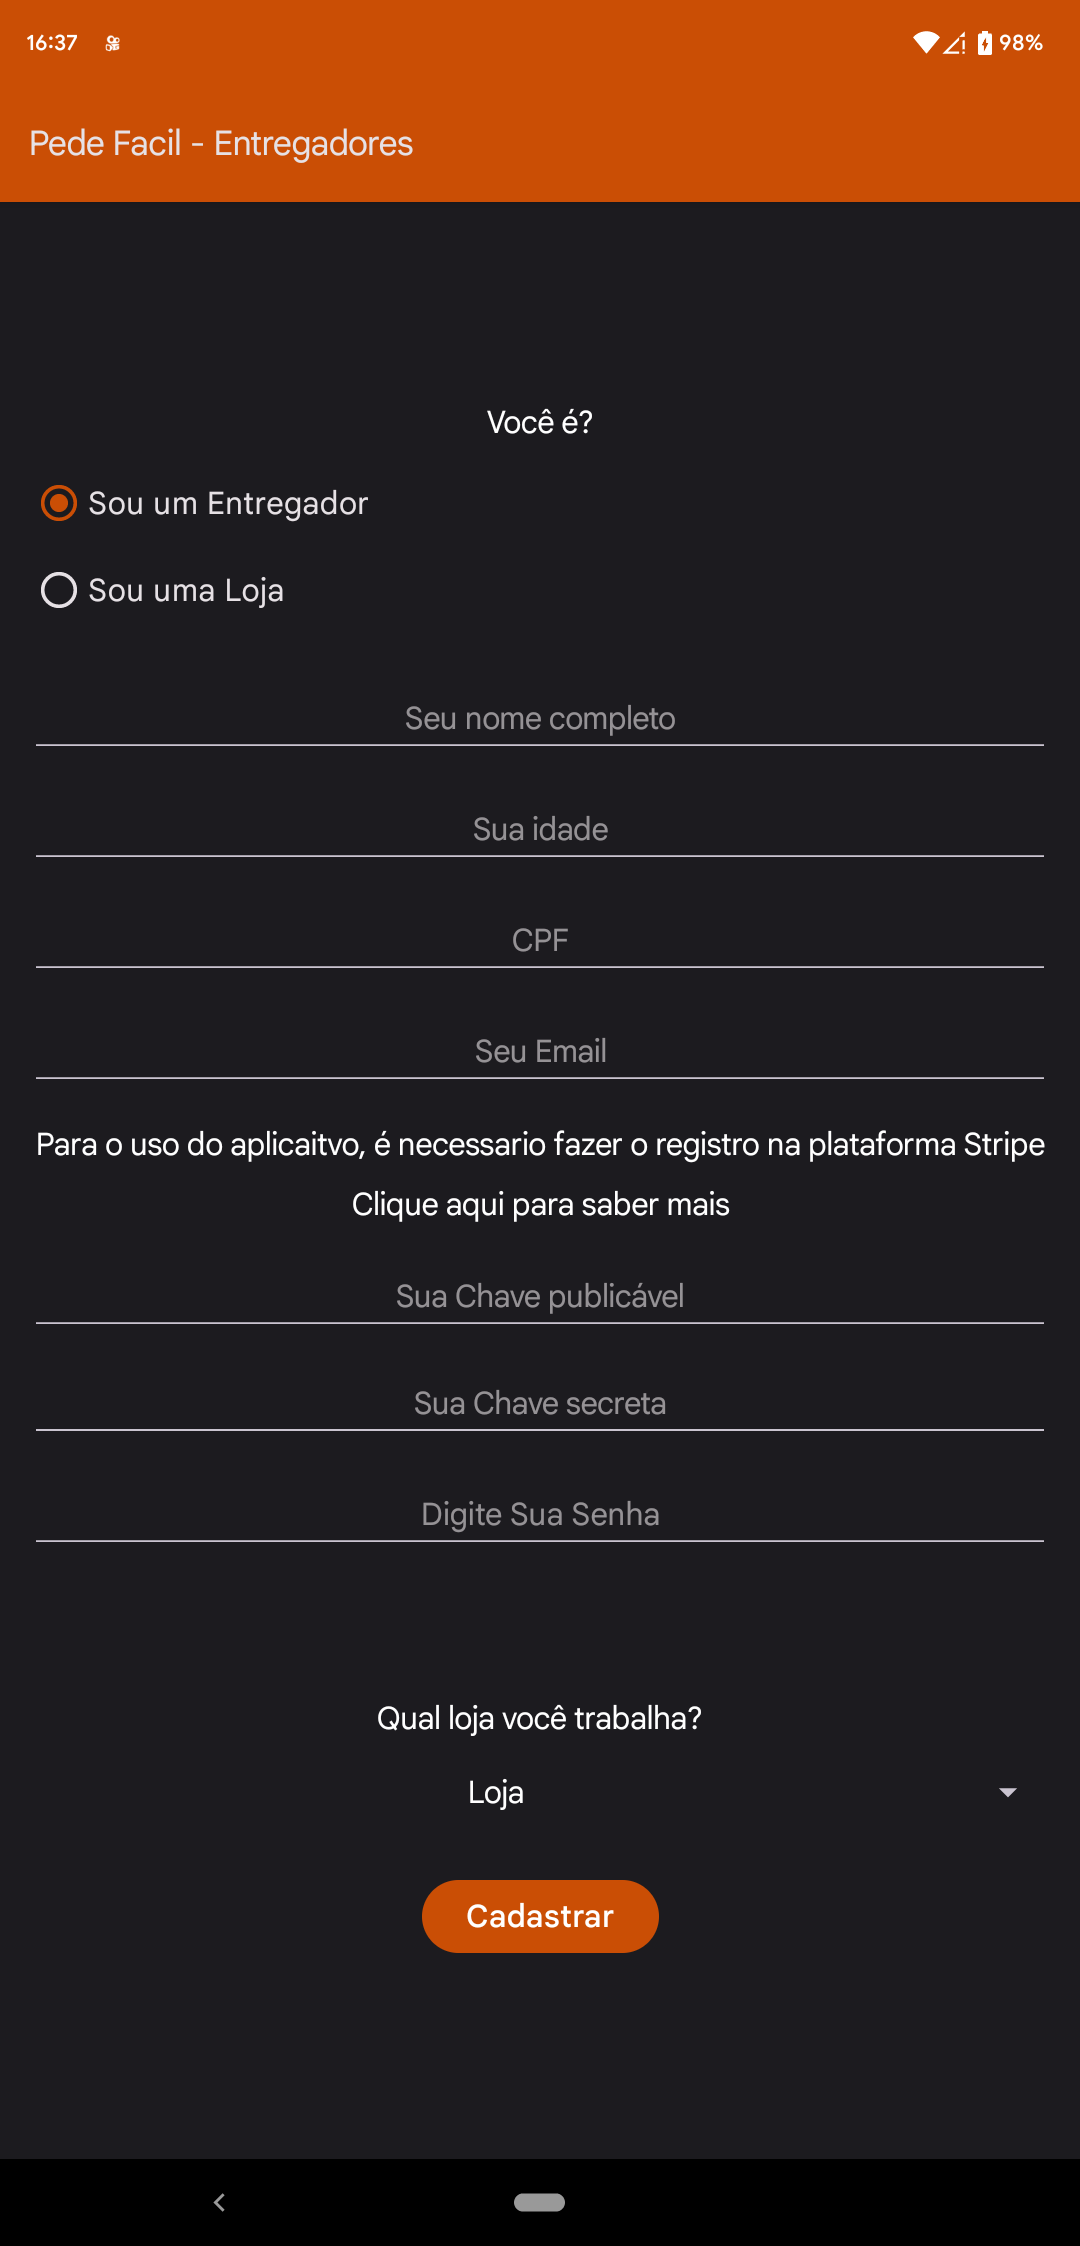 16:37
98%
Pede Facil - Entregadores
Você é?
Sou um Entregador
Sou uma Loja
Seu nome completo
Sua idade
CPF
Seu Email
Para o uso do aplicaitvo, é necessario fazer o registro na plataforma Stripe
Clique aqui para saber mais
Sua Chave publicável
Sua Chave secreta
Digite Sua Senha
Qual loja você trabalha?
Loja
Cadastrar